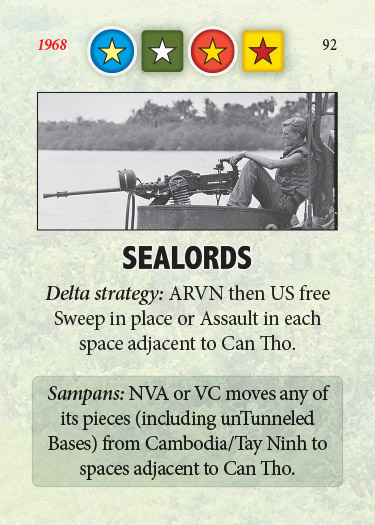 1968 92
SEALORDS
Delta strategy: ARVN then US free
Sweep in place or Assault in each
space adjacent to Can Tho.
Sampans: NVA or VC moves any of
its pieces (including unTunneled
Bases) from Cambodia/Tay Ninh to
spaces adjacent to Can Tho.